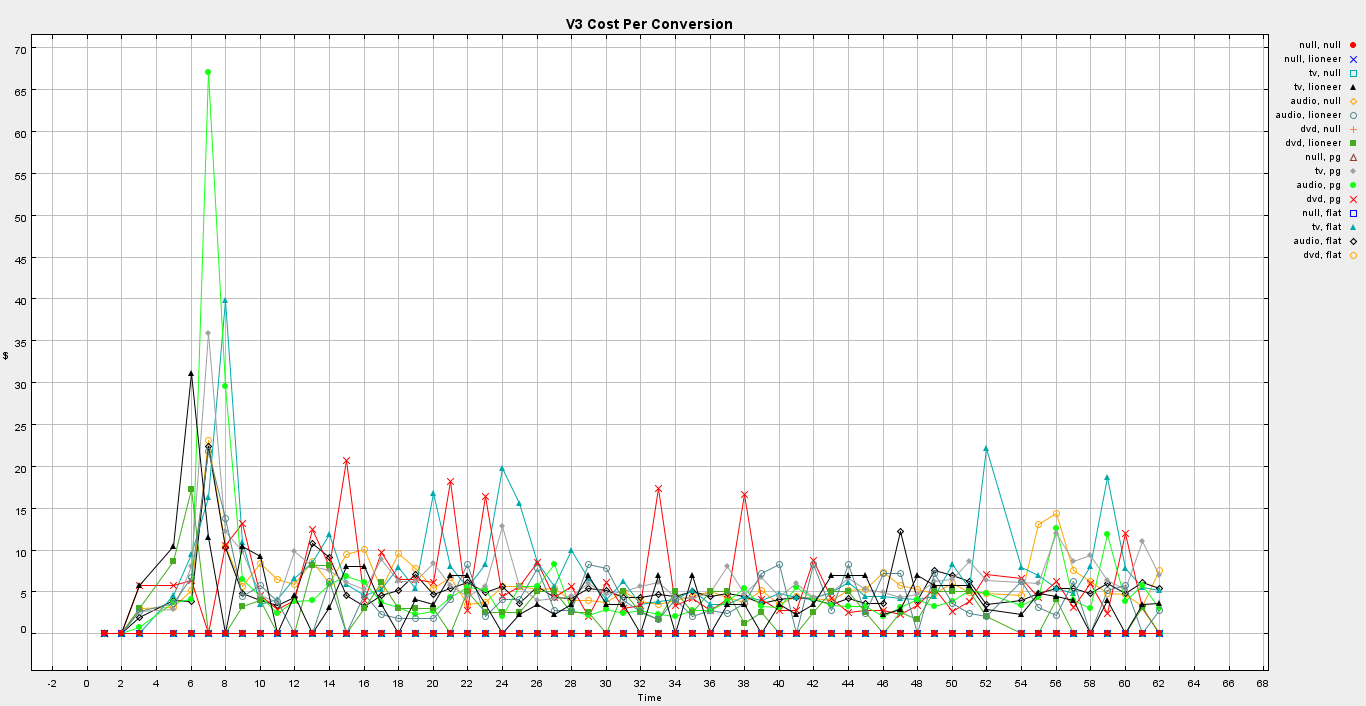 V3 Cost Per Conversion
70
65
60
55
50
45
40
35
30
25
20
15
10
5
0
$
-2 0 2 4 6 8 10 12 14 16 18 20 22 24 26 28 30 32 34 36 38 40 42 44 46 48 50 52 54 56 58 60 62 64 66 68
Time
null, null
null, lioneer
tv, null
tv, lioneer
audio, null
audio, lioneer
dvd, null
dvd, lioneer
null, pg
tv, pg
audio, pg
dvd, pg
null, flat
tv, flat
audio, flat
dvd, flat